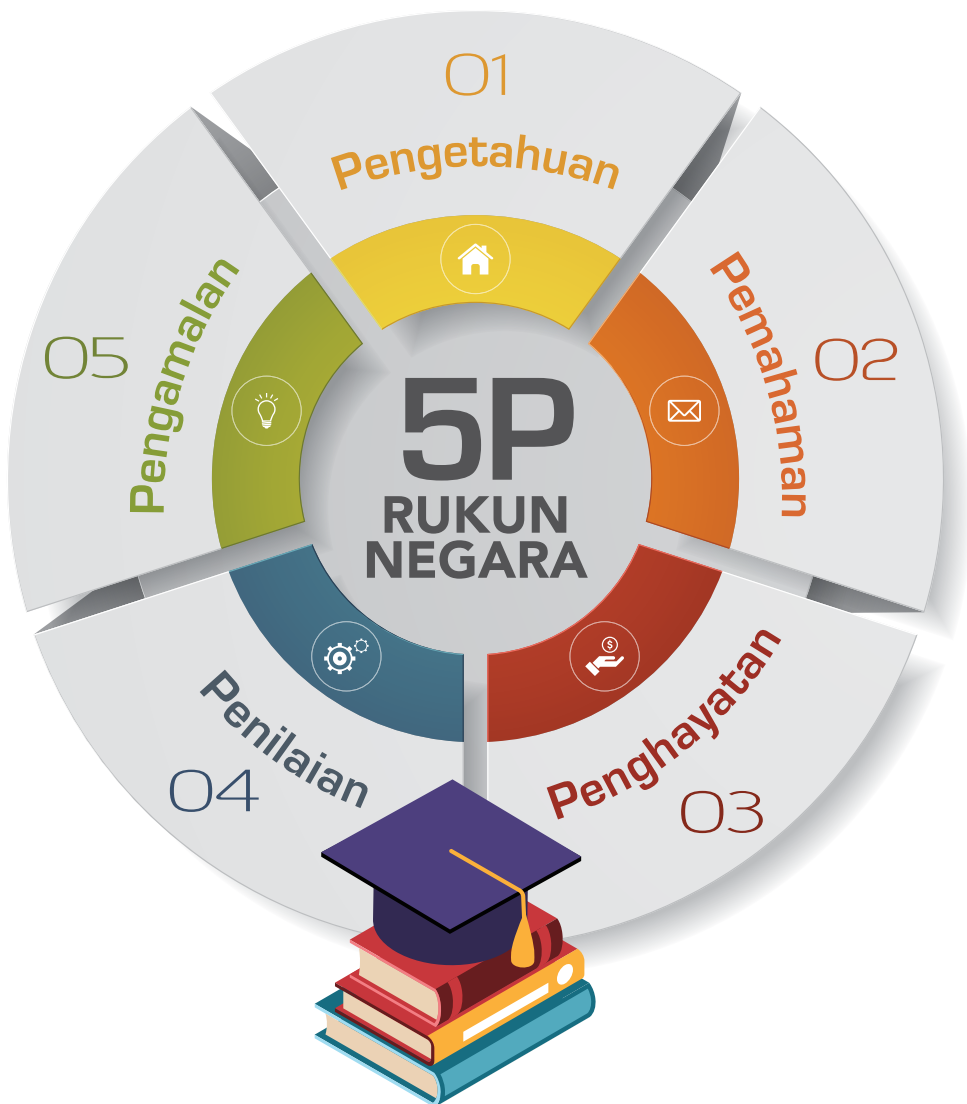 5P
RUKUN
NEGARA
01
Pengetahuan
02
Pemahaman
03
Penghayatan
04
Penilaian
05
Pengamalan
$